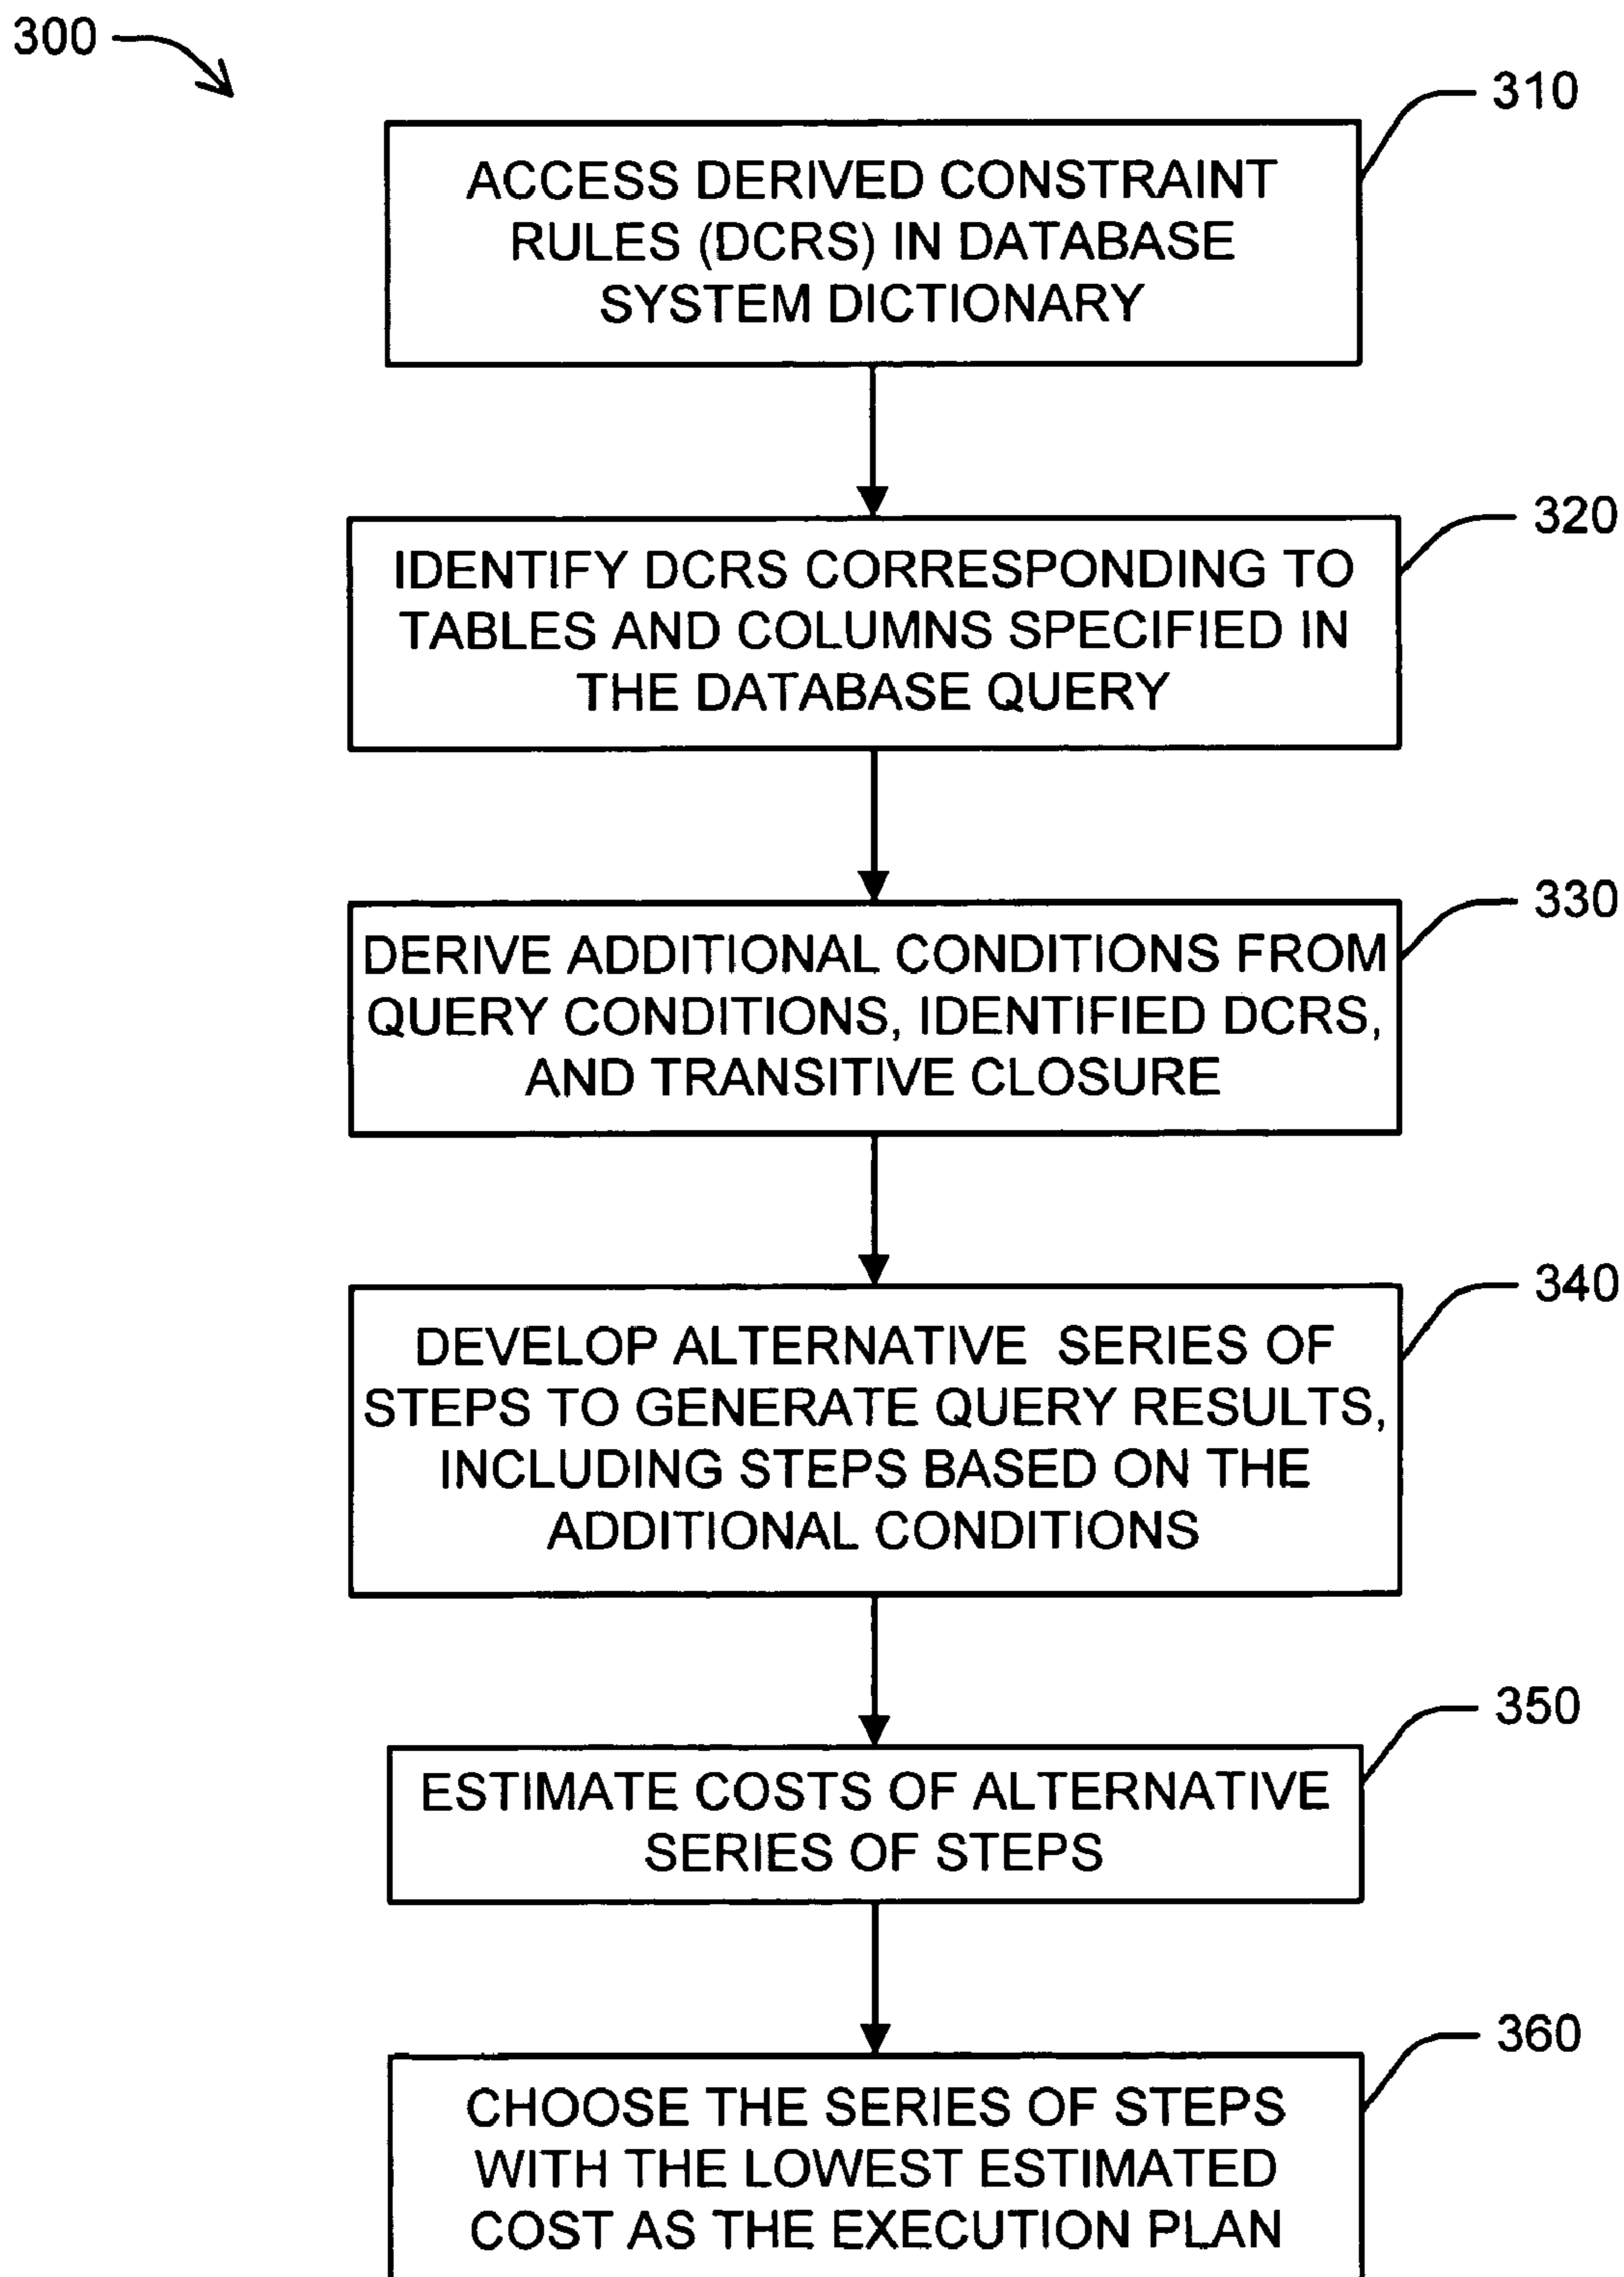 300
310
ACCESS DERIVED CONSTRAINT
RULES (DCRS) IN DATABASE
SYSTEM DICTIONARY
320
IDENTIFY DCRS CORRESPONDING TO
TABLES AND COLUMNS SPECIFIED IN
THE DATABASE QUERY
330
DERIVE ADDITIONAL CONDITIONS FROM
QUERY CONDITIONS, IDENTIFIED DCRS,
AND TRANSITIVE CLOSURE
340
DEVELOP ALTERNATIVE SERIES OF
STEPS TO GENERATE QUERY RESULTS,
INCLUDING STEPS BASED ON THE
ADDITIONAL CONDITIONS
350
ESTIMATE COSTS OF ALTERNATIVE
SERIES OF STEPS
360
CHOOSE THE SERIES OF STEPS
WITH THE LOWEST ESTIMATED
COST AS THE EXECUTION PLAN